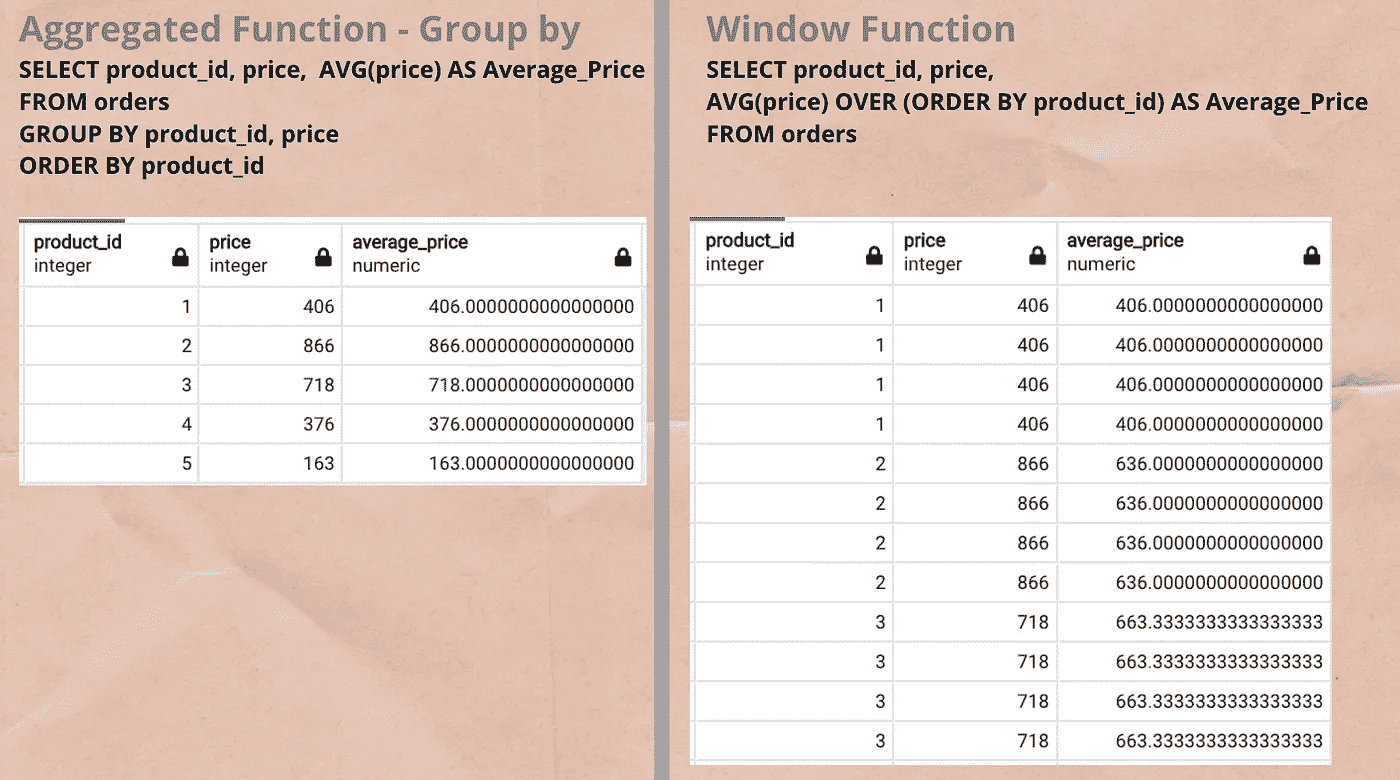 Aggregated Function - Group by
SELECT product_id, price, AVG(price) AS Average_Price
FROM orders
GROUP BY product_id, price
ORDER BY product_id
product_id price average_price
integer integer numeric
1 406 406.0000000000000000
2 866 866.0000000000000000
3 718 718.0000000000000000
4 376 376.0000000000000000
5 163 163.0000000000000000
Window Function
SELECT product_id, price,
AVG(price) OVER (ORDER BY product_id) AS Average_Price
FROM orders
product_id price average_price
integer integer numeric
1 406 406.0000000000000000
1 406 406.0000000000000000
1 406 406.0000000000000000
1 406 406.0000000000000000
2 866 636.0000000000000000
2 866 636.0000000000000000
2 866 636.0000000000000000
2 866 636.0000000000000000
3 718 663.3333333333333333
3 718 663.3333333333333333
3 718 663.3333333333333333
3 718 663.3333333333333333